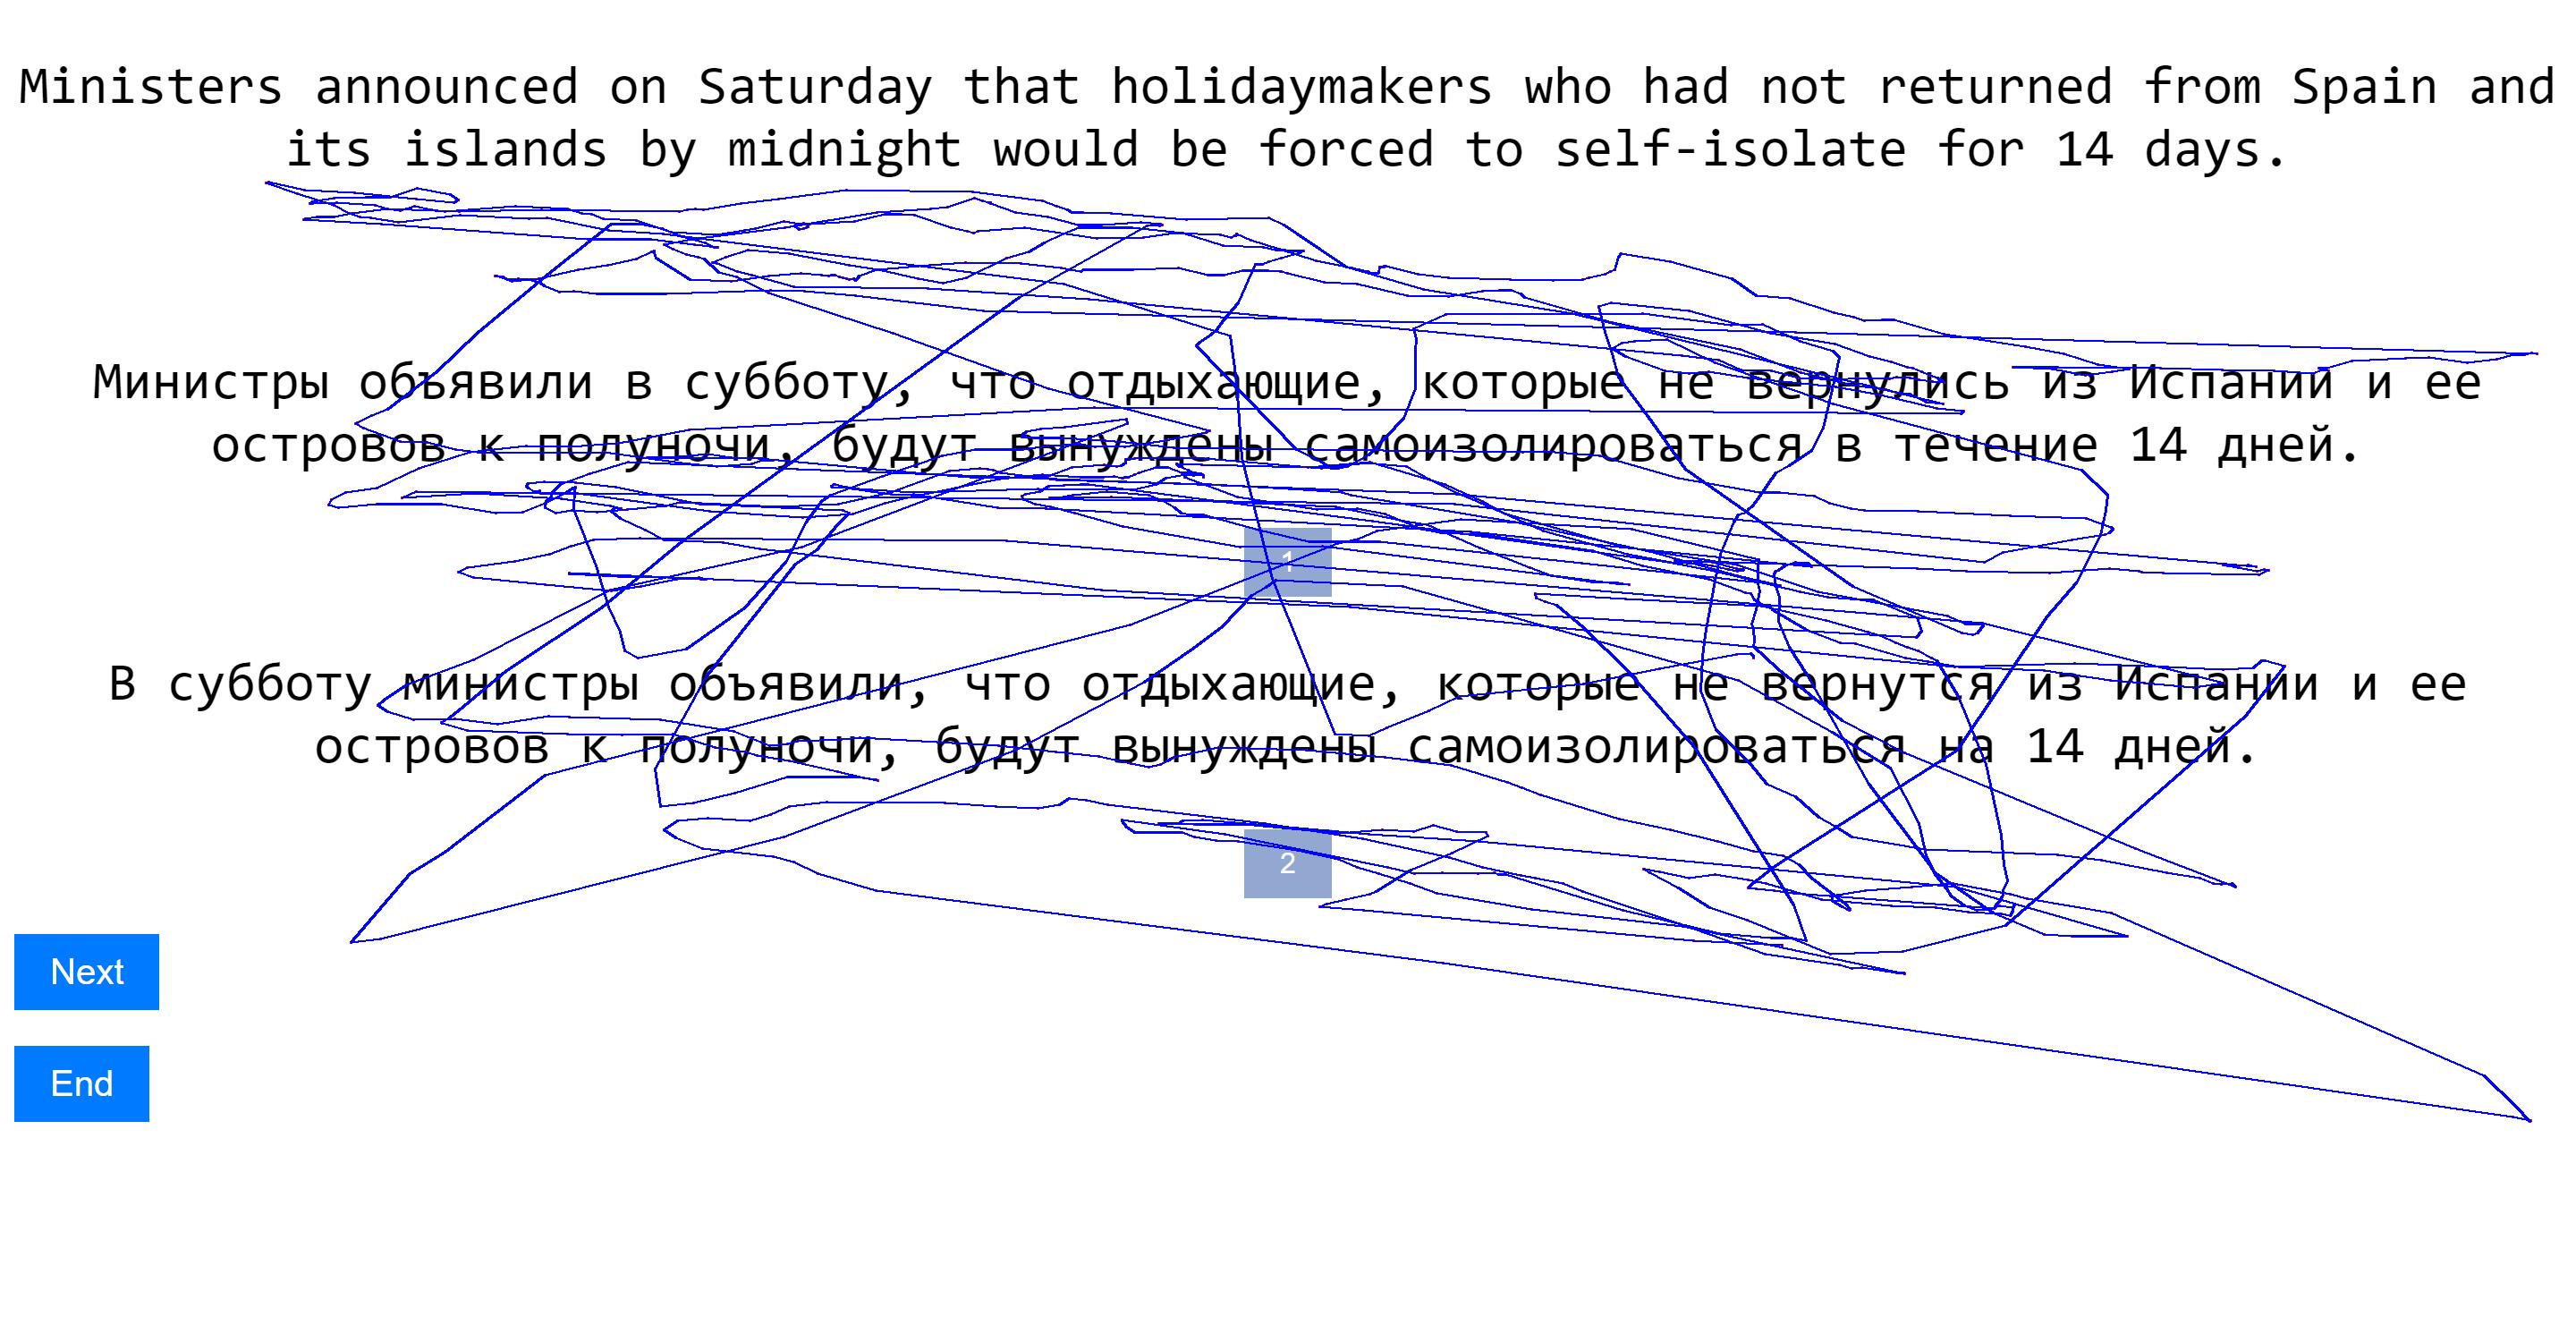 Ministers announced on Saturday that holidaymakers who had not returned from Spain and
its islands by midnight would be forced to self-isolate for 14 days.
Министры объявили в субботу, что отдыхающие, которые не вернулись из Испании и ее
островов к полуночи, будут вынуждены самоизолироваться в течение 14 дней.
1
В субботу министры объявили, что отдыхающие, которые не вернутся из Испании и ее
островов к полуночи, будут вынуждены самоизолироваться на 14 дней.
2
Next
End